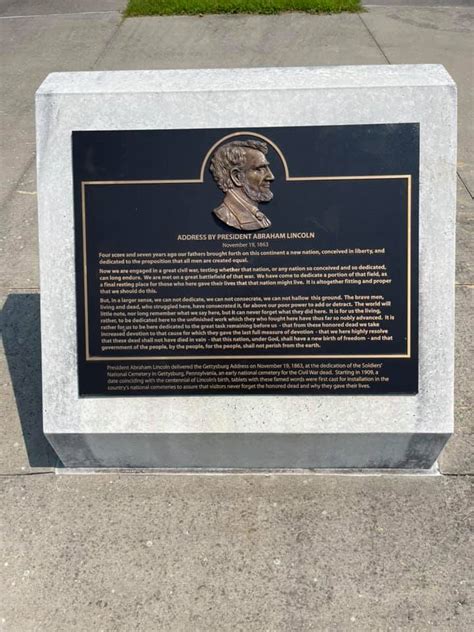 ADDRESS BY PRESIDENT ABRAHAM LINCOLN
November 19, 1863
Four score and seven years ago our fathers brought forth on this continent a new nation, conceived in liberty, and
dedicated to the proposition that all men are created equal.
Now we are engaged in a great civil war, testing whether that nation, or any nation so conceived and so dedicated,
can long endure. We are met on a great battlefield of that war. We have come to dedicate a portion of that field, as
a final resting place for those who here gave their lives that that nation might live. It is altogether fitting and proper
that we should do this.
But, in a larger sense, we can not dedicate, we can not consecrate, we can not hallow this ground. The brave men,
living and dead, who struggled here, have consecrated it, far above our poor power to add or detract. The world will
little note, nor long remember what we say here, but it can never forget what they did here. It is for us the living,
rather, to be dedicated here to the unfinished work which they who fought here have thus far so nobly advanced. It is
rather for us to be here dedicated to the great task remaining before us - that from these honored dead we take
increased devotion to that cause for which they gave the last full measure of devotion - that we here highly resolve
that these dead shall not have died in vain - that this nation, under God, shall have a new birth of freedom - and that
government of the people, by the people, for the people, shall not perish from the earth.
President Abraham Lincoln delivered the Gettysburg Address on November 19, 1863, at the dedication of the Soldiers'
National Cemetery in Gettysburg, Pennsylvania, an early national cemetery for the Civil War dead. Starting in 1909, a
date coinciding with the centennial of Lincoln's birth, tablets with these famed words were first cast for installation in the
country's national cemeteries to assure that visitors never forget the honored dead and why they gave their lives.